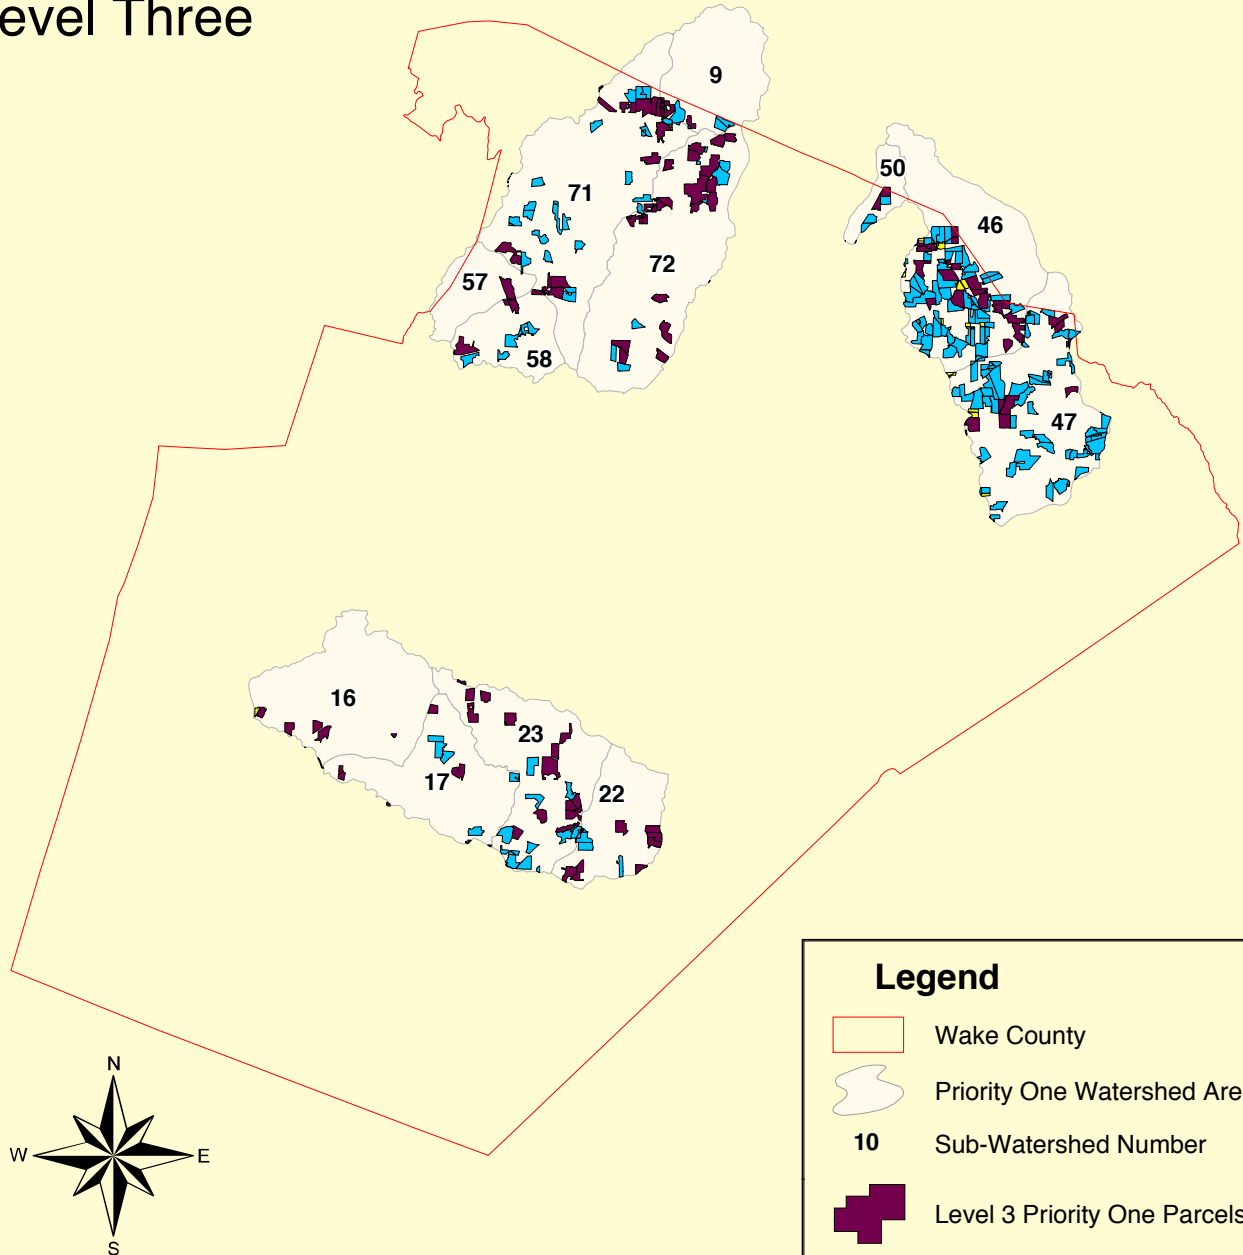 evel Three
9
50
71
46
72
57
58
47
16
23
17
22
Legend
Wake County
Priority One Watershed Are
10 Sub-Watershed Number
Level 3 Priority One Parcels
N
W E
S